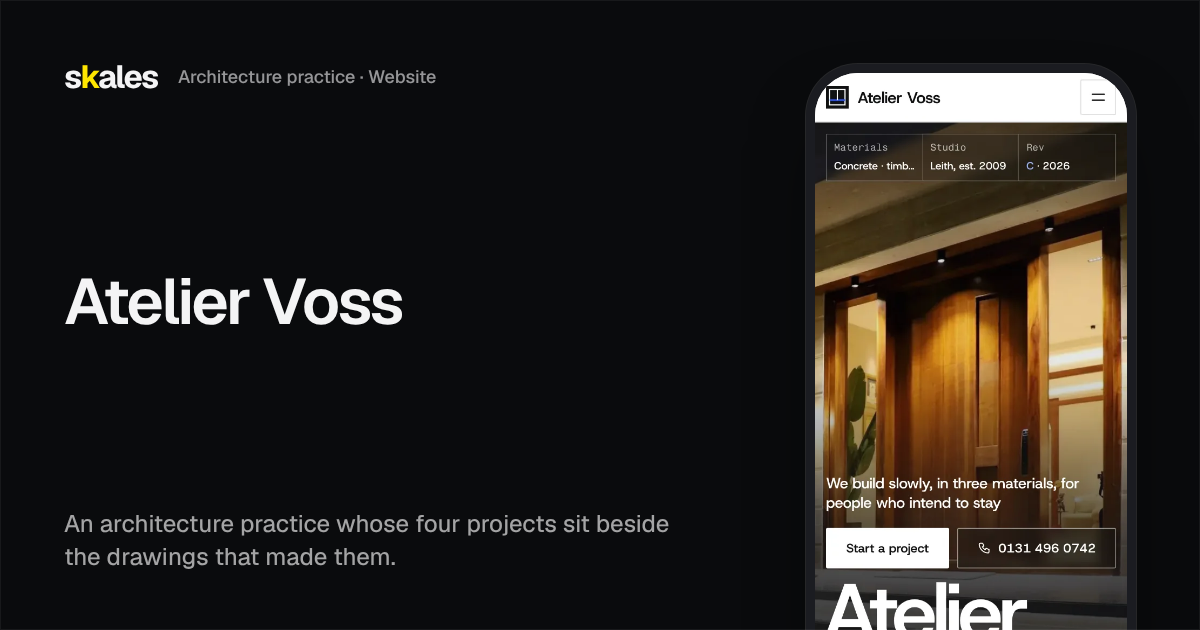 skales
Architecture practice · Website
Atelier Voss
An architecture practice whose four projects sit beside
the drawings that made them.
Atelier Voss
Materials
Concrete · timb…
Studio
Leith, est. 2009
Rev
C · 2026
We build slowly, in three materials, for
people who intend to stay
Start a project
0131 496 0742
Atelier